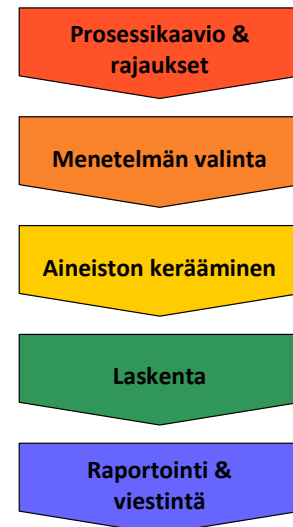 Prosessikaavio &
rajaukset
Menetelmän valinta
Aineiston kerääminen
Laskenta
Raportointi &
viestintä